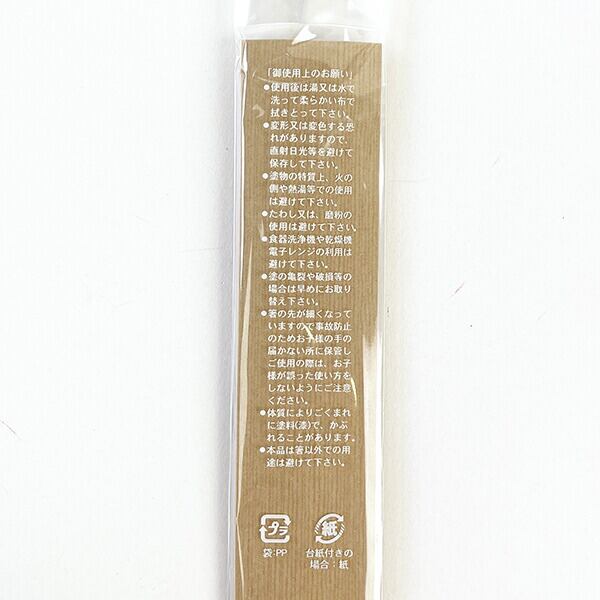 「御使用上のお願い」
●使用後は湯又は水で
洗って柔らかい布で
拭きとって下さい。
●変形又は変色する恐
れがありますので、
直射日光等を避けて
保存して下さい。
●塗物の特質上、火の
側や熱湯等での使用
は避けて下さい。
●たわし又は、磨粉の
使用は避けて下さい。
●食器洗浄機や乾燥機
電子レンジの利用は
避けて下さい。
●塗の亀裂や破損等の
場合は早めにお取り
替え下さい。
●箸の先が細くなって
いますので事故防止
のためお子様の手の
届かない所に保管し
ご使用の際は、お子
様が誤った使い方を
しないようにご注意
ください。
●体質によりごくまれ
に塗料(漆)で、かぶ
れることがあります。
●本品は箸以外での用
途は避けて下さい。
プラ
袋:PP
紙
台紙付きの
場合:紙